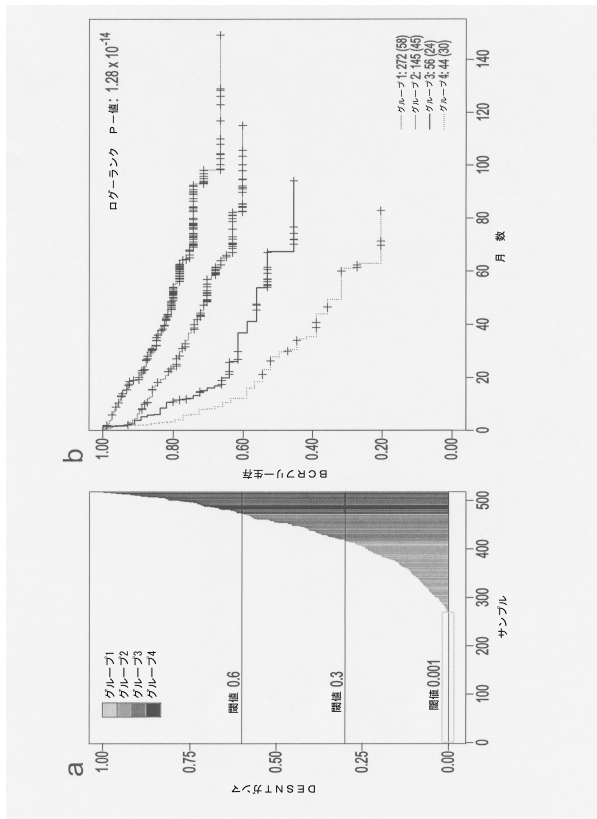 a
DESNTガンマ
1.00
0.75
0.50
0.25
0.00
グループ1
グループ2
グループ3
グループ4
閾値 0.6
閾値 0.3
閾値 0.001
0 100 200 300 400 500
サンプル
b
BCRフリー生存
1.00
0.80
0.60
0.40
0.20
0.00
ログーランク P－値: 1.28 x 10-14
グループ1: 272 (58)
グループ2: 145 (45)
グループ3: 56 (24)
グループ4: 44 (30)
0 20 40 60 80 100 120 140
月 数